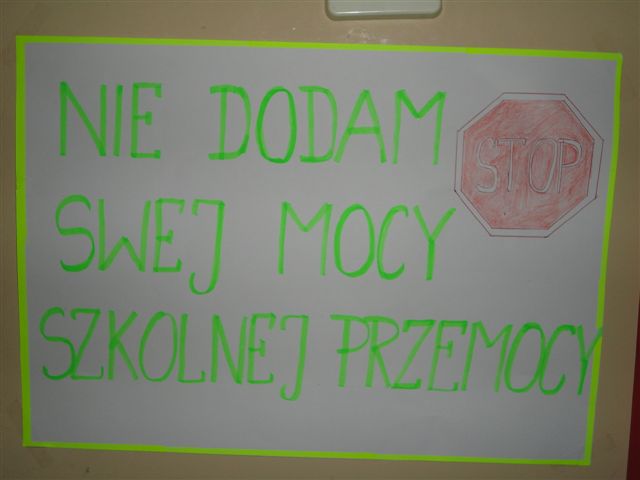 NIE DODAM
STOP
SWEJ MOCY
SZKOLNEJ PRZEMOCY